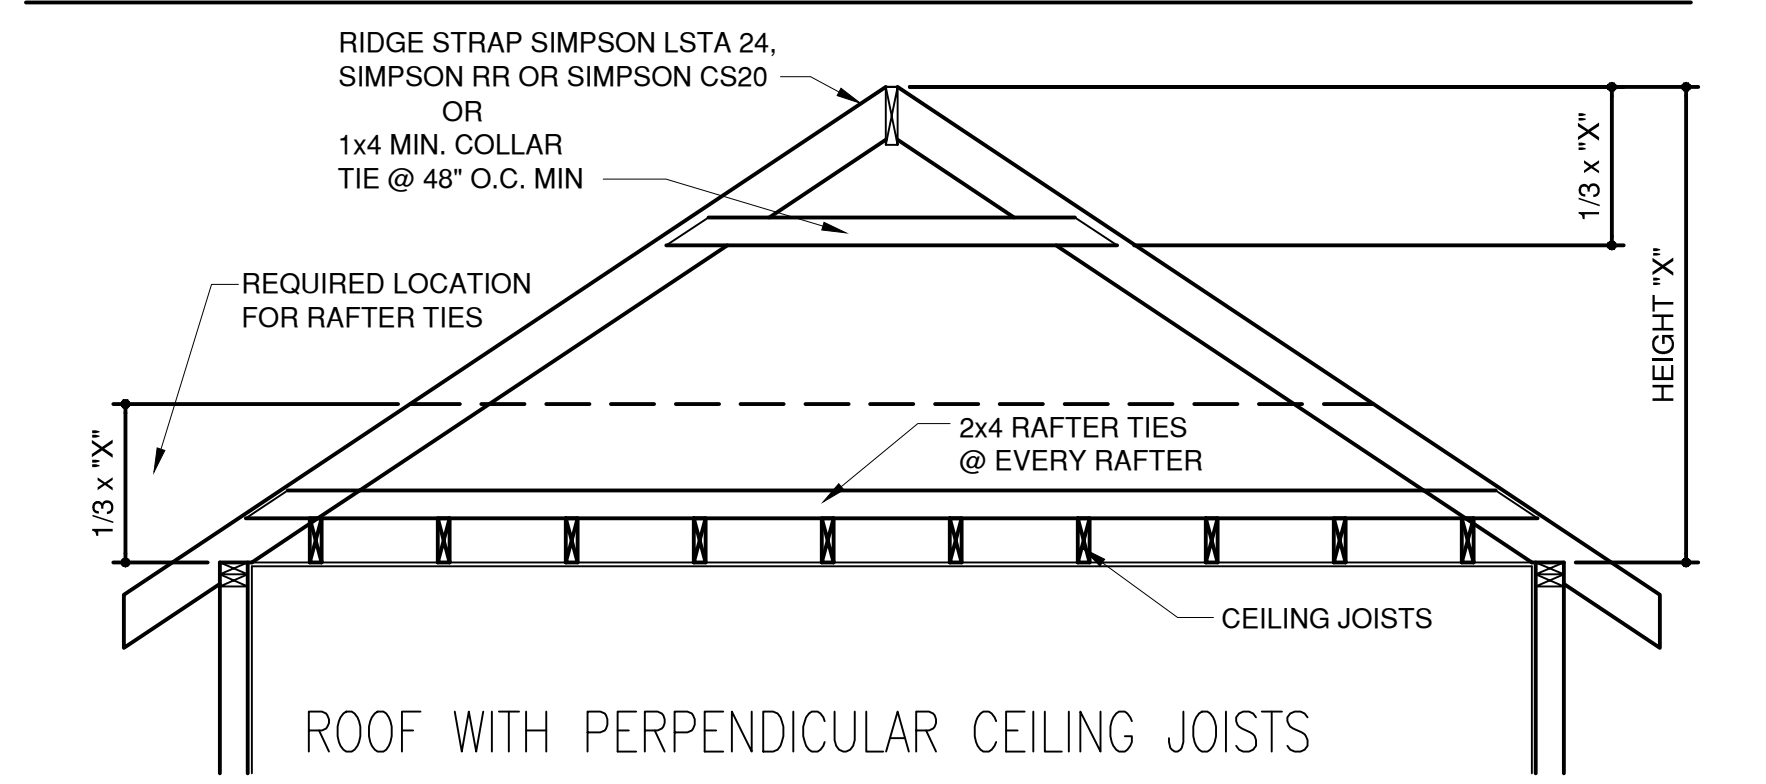 RIDGE STRAP SIMPSON LSTA 24,
SIMPSON RR OR SIMPSON CS20
OR
1x4 MIN. COLLAR
TIE @ 48" O.C. MIN
1/3 x "X"
HEIGHT "X"
REQUIRED LOCATION
FOR RAFTER TIES
1/3 x "X"
2x4 RAFTER TIES
@ EVERY RAFTER
CEILING JOISTS
ROOF WITH PERPENDICULAR CEILING JOISTS